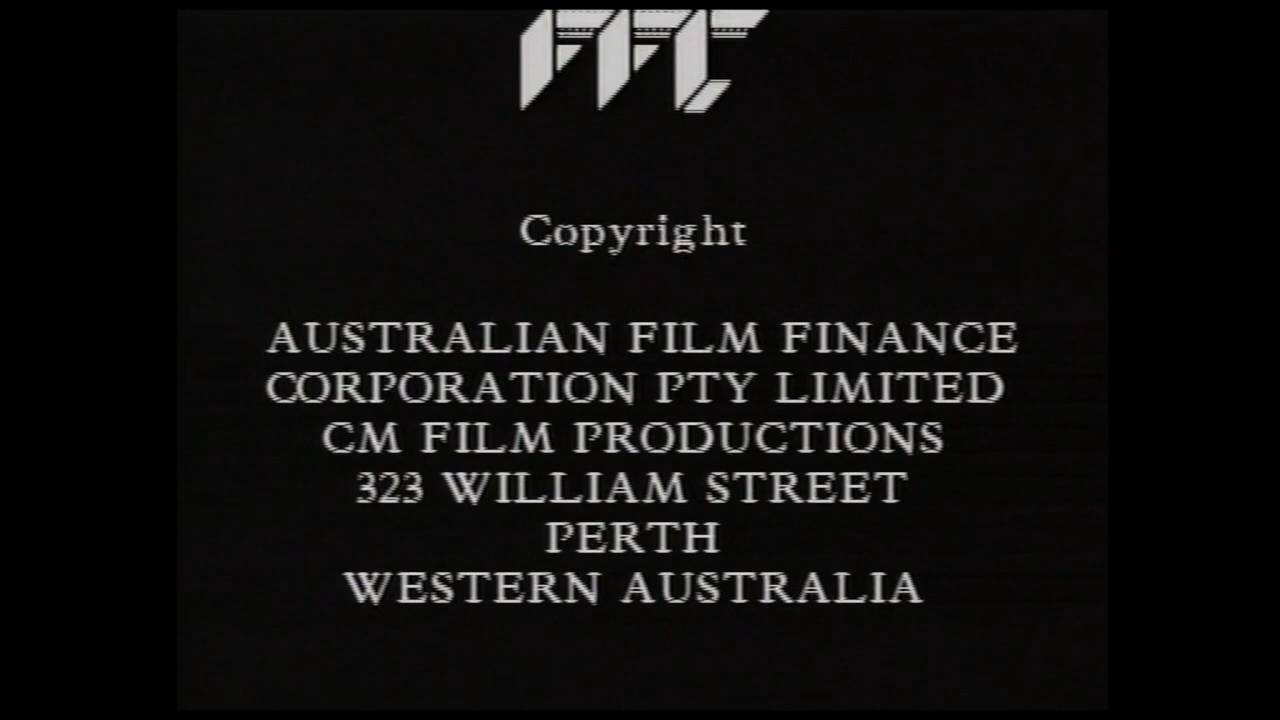 FFC
Copyright
AUSTRALIAN FILM FINANCE
CORPORATION PTY LIMITED
CM FILM PRODUCTIONS
323 WILLIAM STREET
PERTH
WESTERN AUSTRALIA